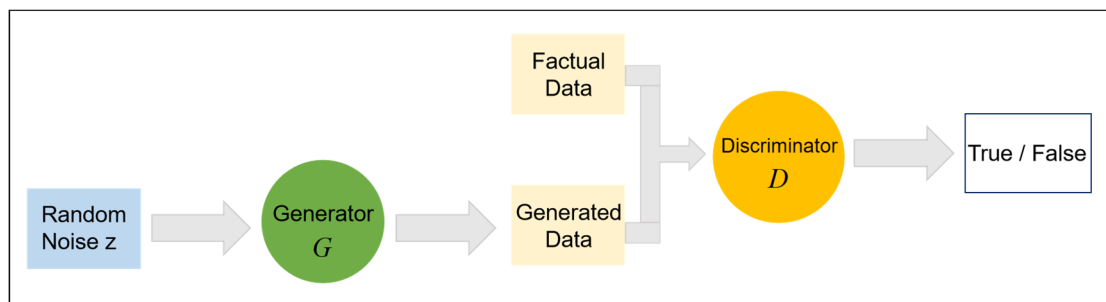 Random
Noise z
Generator
G
Factual
Data
Generated
Data
Discriminator
D
True / False